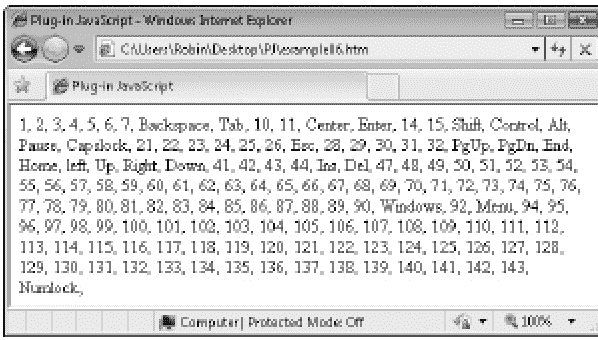 Plug-in JavaScript - Windows Internet Explorer
C:\Users\Robin\Desktop\PJ\example16.htm
Plug-in JavaScript
1, 2, 3, 4, 5, 6, 7, Backspace, Tab, 10, 11, Center, Enter, 14, 15, Shift, Control, Alt,
Pause, Capslock, 21, 22, 23, 24, 25, 26, Esc, 28, 29, 30, 31, 32, PgUp, PgDn, End,
Home, left, Up, Right, Down, 41, 42, 43, 44, Ins, Del, 47, 48, 49, 50, 51, 52, 53, 54,
55, 56, 57, 58, 59, 60, 61, 62, 63, 64, 65, 66, 67, 68, 69, 70, 71, 72, 73, 74, 75, 76,
77, 78, 79, 80, 81, 82, 83, 84, 85, 86, 87, 88, 89, 90, Windows, 92, Menu, 94, 95,
96, 97, 98, 99, 100, 101, 102, 103, 104, 105, 106, 107, 108, 109, 110, 111, 112,
113, 114, 115, 116, 117, 118, 119, 120, 121, 122, 123, 124, 125, 126, 127, 128,
129, 130, 131, 132, 133, 134, 135, 136, 137, 138, 139, 140, 141, 142, 143,
Numlock,
Computer | Protected Mode: Off 100%